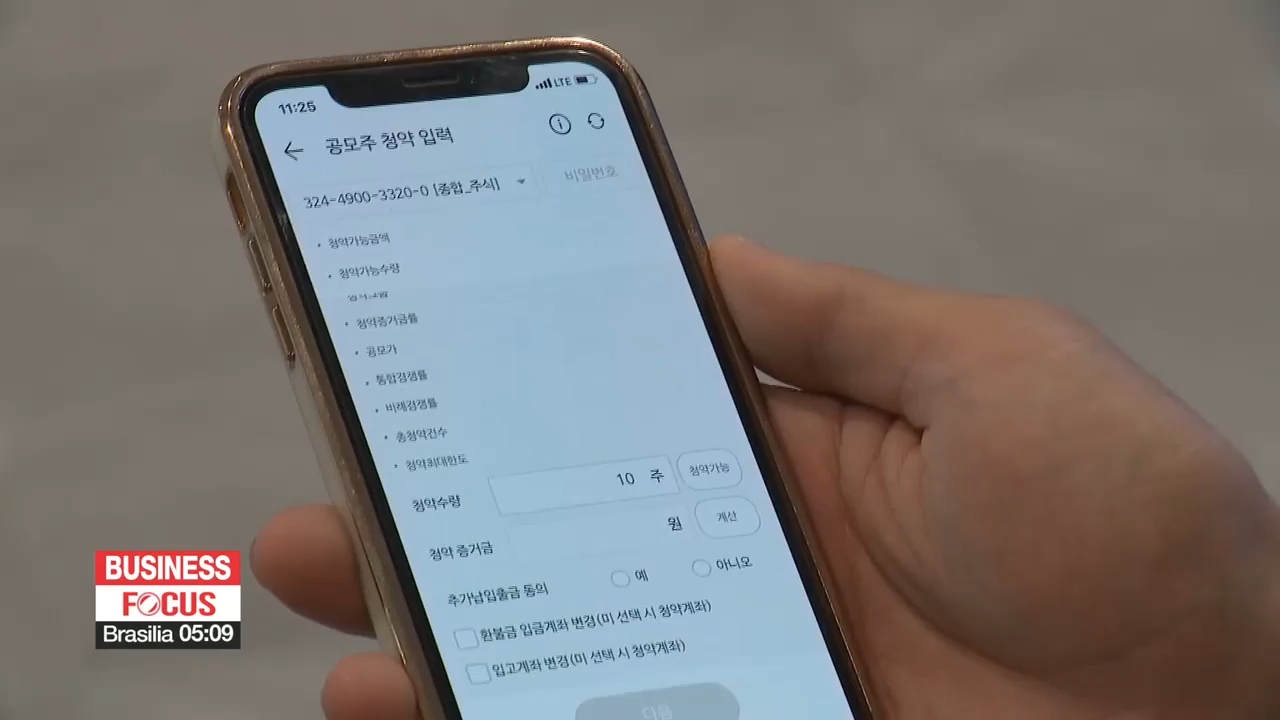 11:25 LTE
공모주 청약 입력
324-4900-3320-0 [종합_주식] 비밀번호
청약가능금액
청약가능수량
청약증거금률
공모가
통합경쟁률
비례경쟁률
총청약건수
청약최대한도
청약수량 10 주 청약가능
청약 증거금 원 계산
추가납입출금 동의 예 아니오
환불금 입금계좌 변경(미 선택 시 청약계좌)
입고계좌 변경(미 선택 시 청약계좌)
다음
BUSINESS
FOCUS
Brasilia 05:09